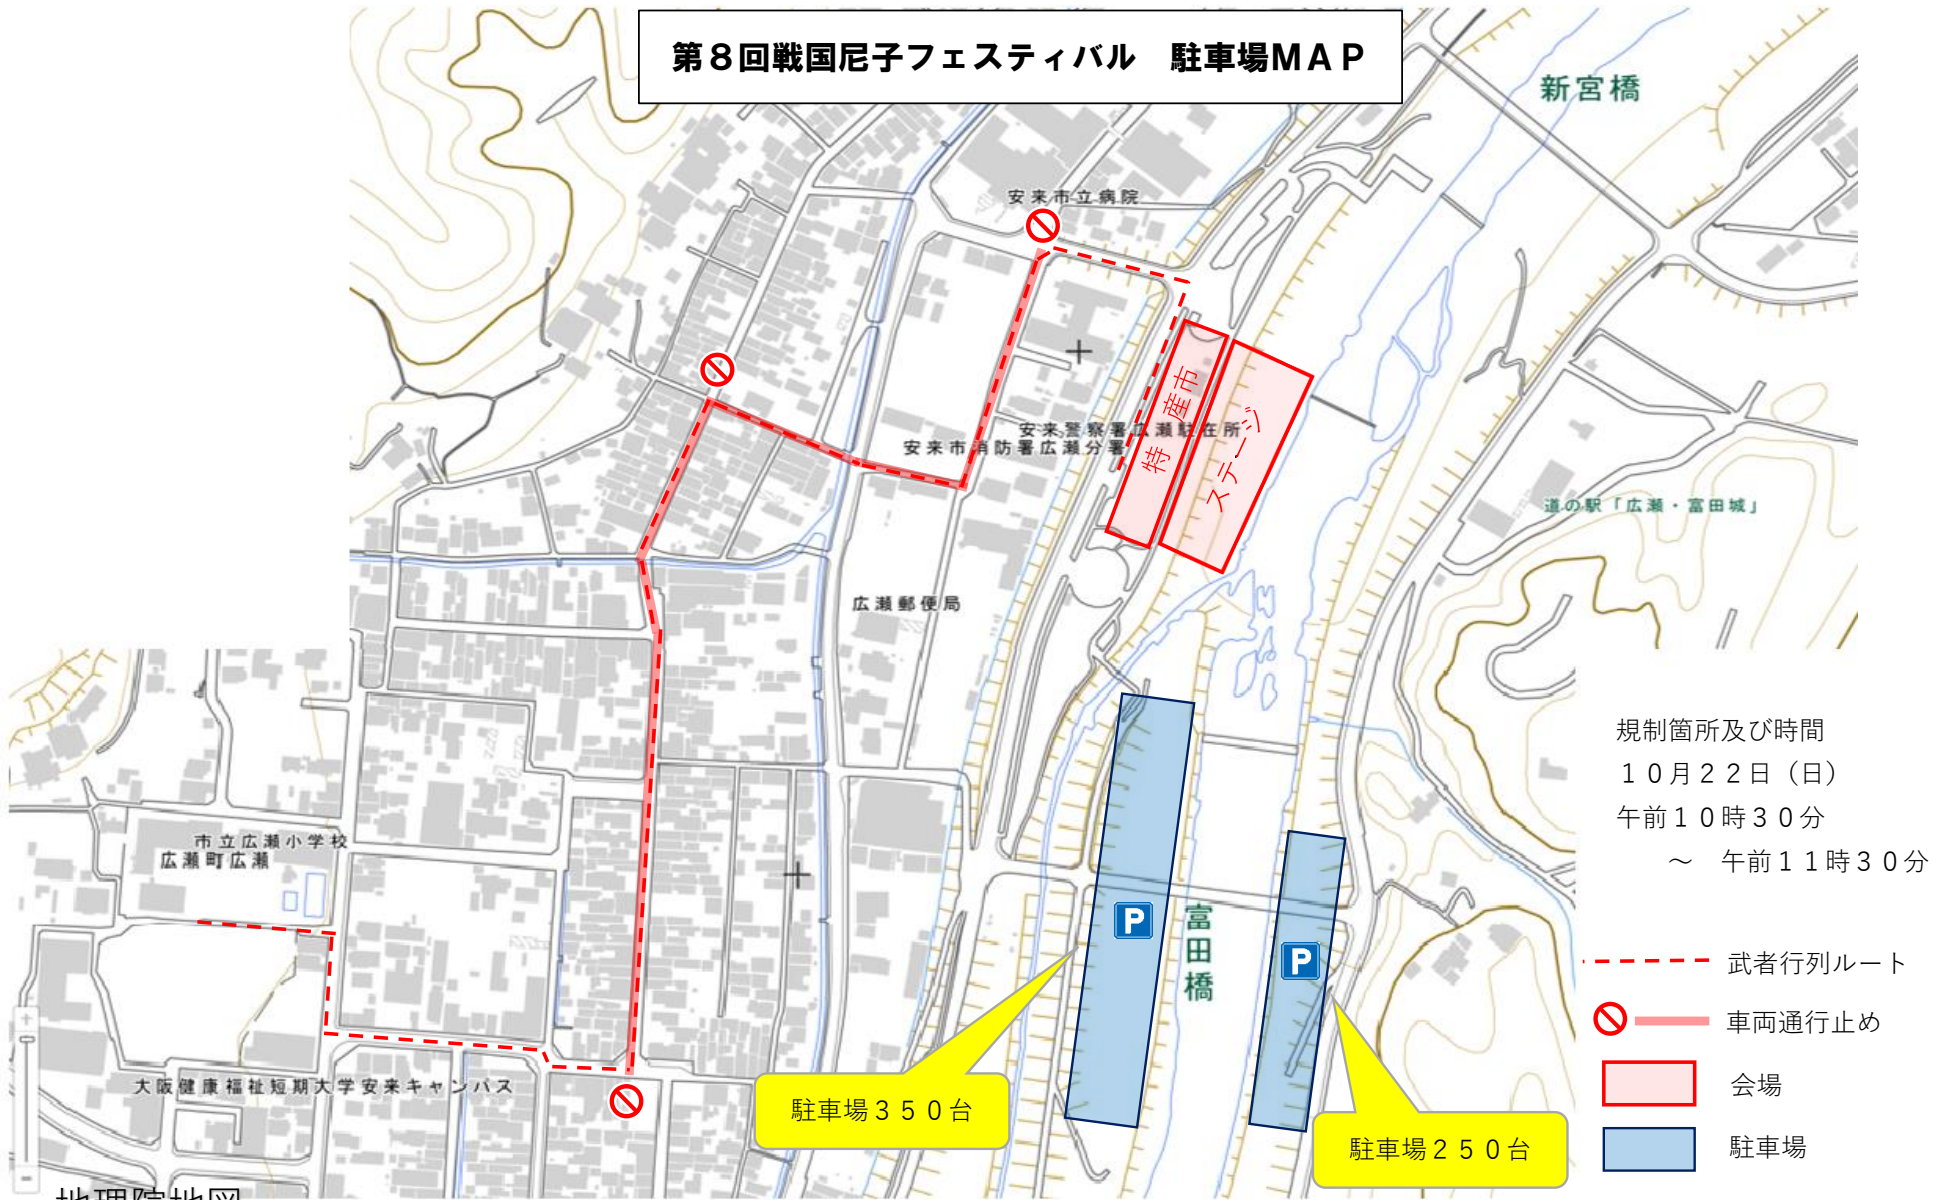 第８回戦国尼子フェスティバル　駐車場MAP
新宮橋
安来市立病院
特産市
ステージ
安来警察署広瀬駐在所
安来市消防署広瀬分署
道の駅「広瀬・富田城」
広瀬郵便局
規制箇所及び時間
１０月２２日（日）
午前１０時３０分
～　午前１１時３０分
市立広瀬小学校
広瀬町広瀬
P
富田橋
P
武者行列ルート
車両通行止め
大阪健康福祉短期大学安来キャンパス
会場
駐車場３５０台
駐車場２５０台
駐車場
地理院地図